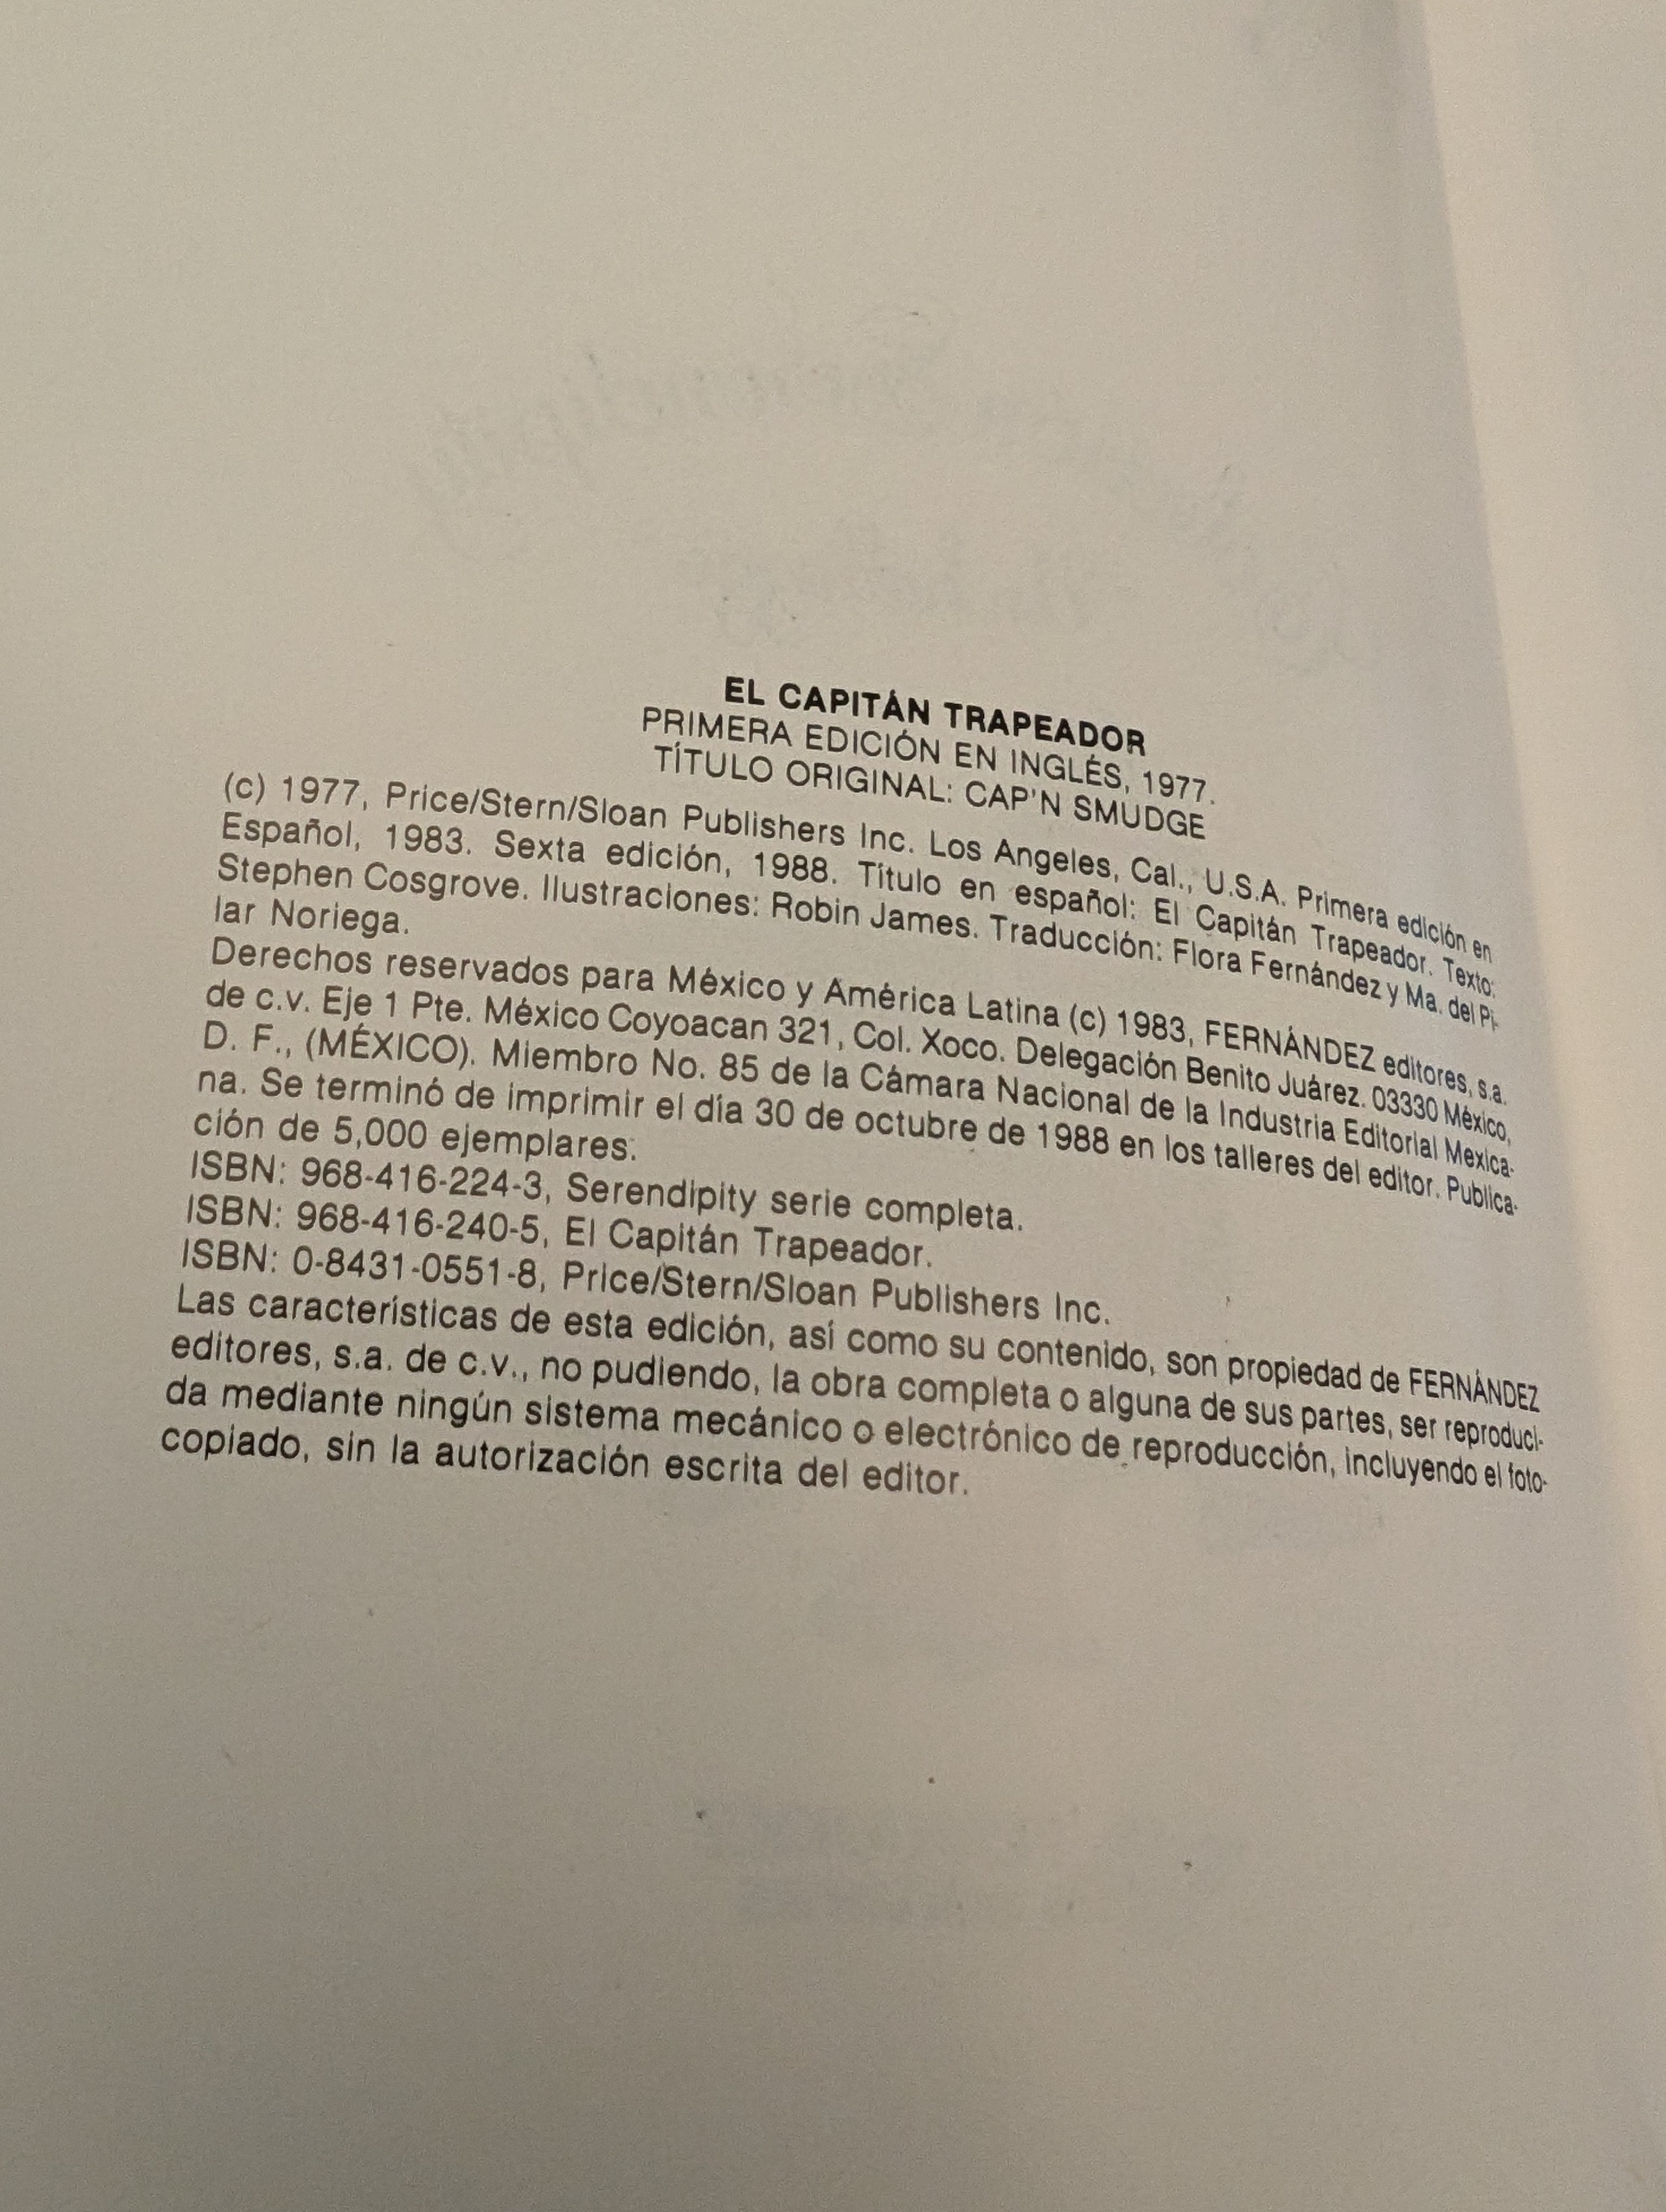 EL CAPITÁN TRAPEADOR
PRIMERA EDICIÓN EN INGLÉS, 1977.
TÍTULO ORIGINAL: CAP'N SMUDGE
(c) 1977, Price/Stern/Sloan Publishers Inc. Los Angeles, Cal., U.S.A. Primera edición en
Español, 1983. Sexta edición, 1988. Título en español: El Capitán Trapeador. Texto:
Stephen Cosgrove. Ilustraciones: Robin James. Traducción: Flora Fernández y Ma. del Pi-
lar Noriega.
Derechos reservados para México y América Latina (c) 1983, FERNÁNDEZ editores, s.a.
de c.v. Eje 1 Pte. México Coyoacan 321, Col. Xoco. Delegación Benito Juárez. 03330 México,
D. F., (MÉXICO). Miembro No. 85 de la Cámara Nacional de la Industria Editorial Mexica-
na. Se terminó de imprimir el día 30 de octubre de 1988 en los talleres del editor. Publica-
ción de 5,000 ejemplares.
ISBN: 968-416-224-3, Serendipity serie completa.
ISBN: 968-416-240-5, El Capitán Trapeador.
ISBN: 0-8431-0551-8, Price/Stern/Sloan Publishers Inc.
Las características de esta edición, así como su contenido, son propiedad de FERNÁNDEZ
editores, s.a. de c.v., no pudiendo, la obra completa o alguna de sus partes, ser reproduci-
da mediante ningún sistema mecánico o electrónico de reproducción, incluyendo el foto-
copiado, sin la autorización escrita del editor.